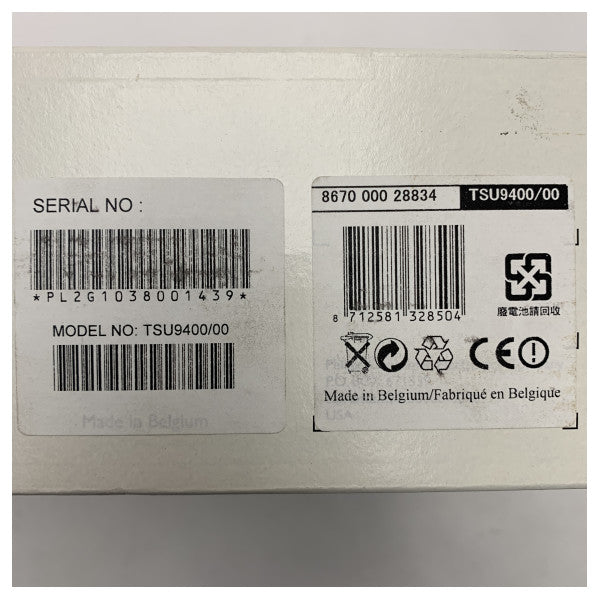 SERIAL NO :
*PL2G1038001439*
MODEL NO: TSU9400/00
Made in Belgium
8670 000 28834
TSU9400/00
8 712581 328504
廢電池請回收
CE
Made in Belgium/Fabriqué en Belgique
USA